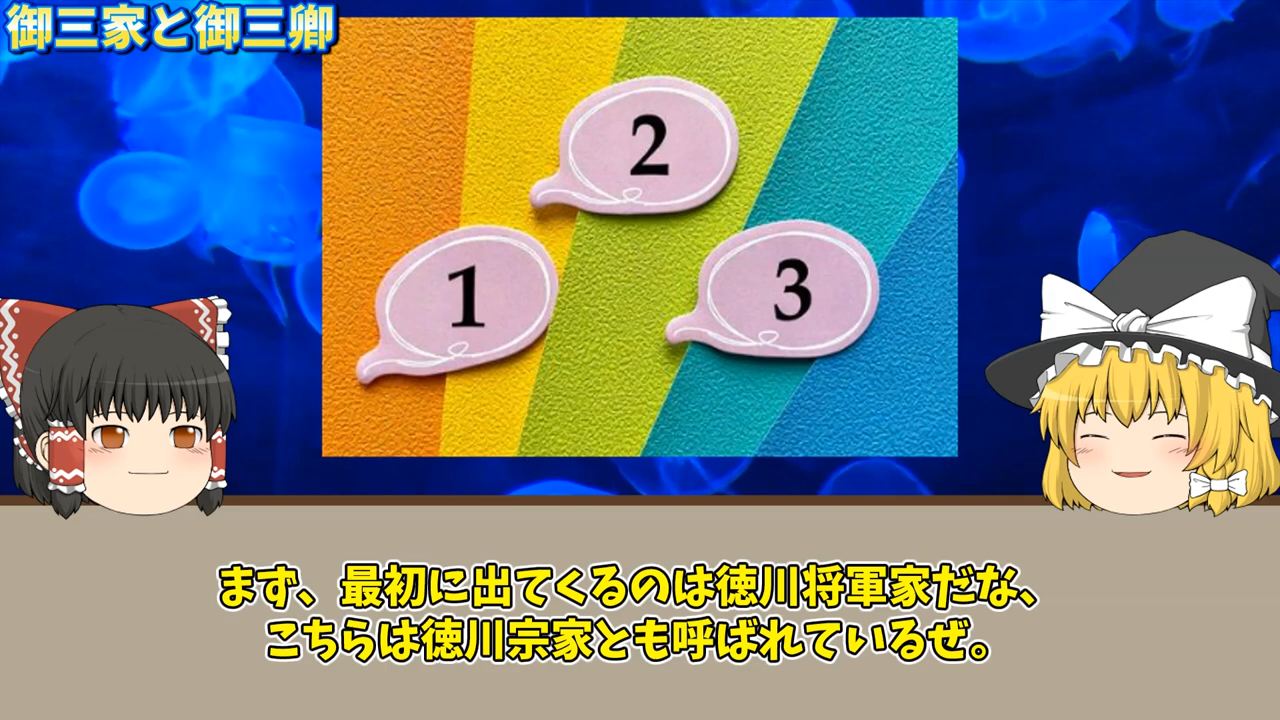 御三家と御三卿
2
1
3
まず、最初に出てくるのは徳川将軍家だな、
こちらは徳川宗家とも呼ばれているぜ。